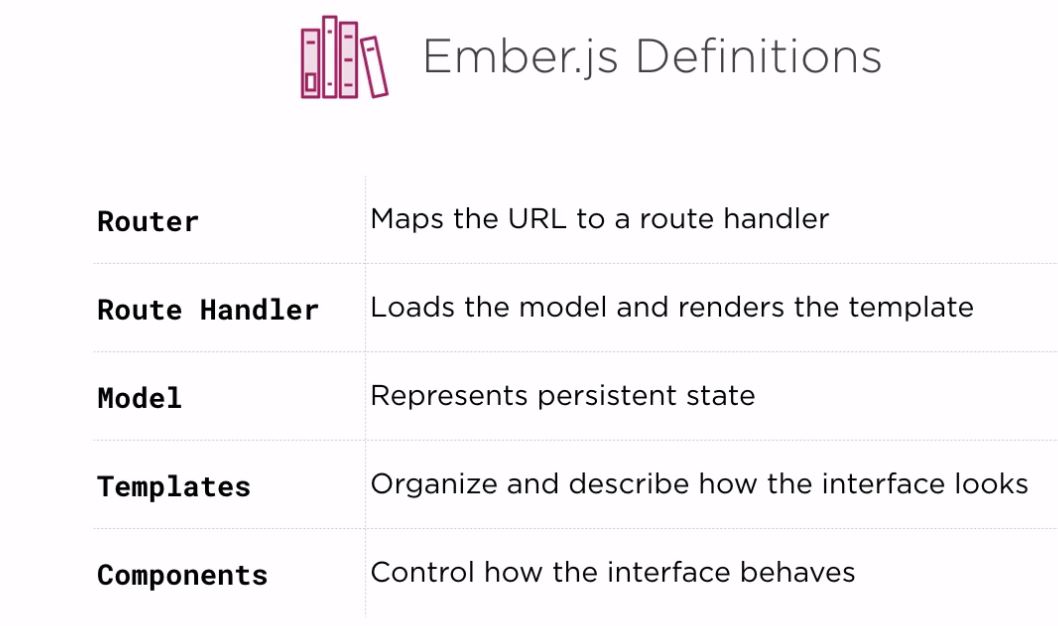 Ember.js Definitions
Router Maps the URL to a route handler
Route Handler Loads the model and renders the template
Model Represents persistent state
Templates Organize and describe how the interface looks
Components Control how the interface behaves